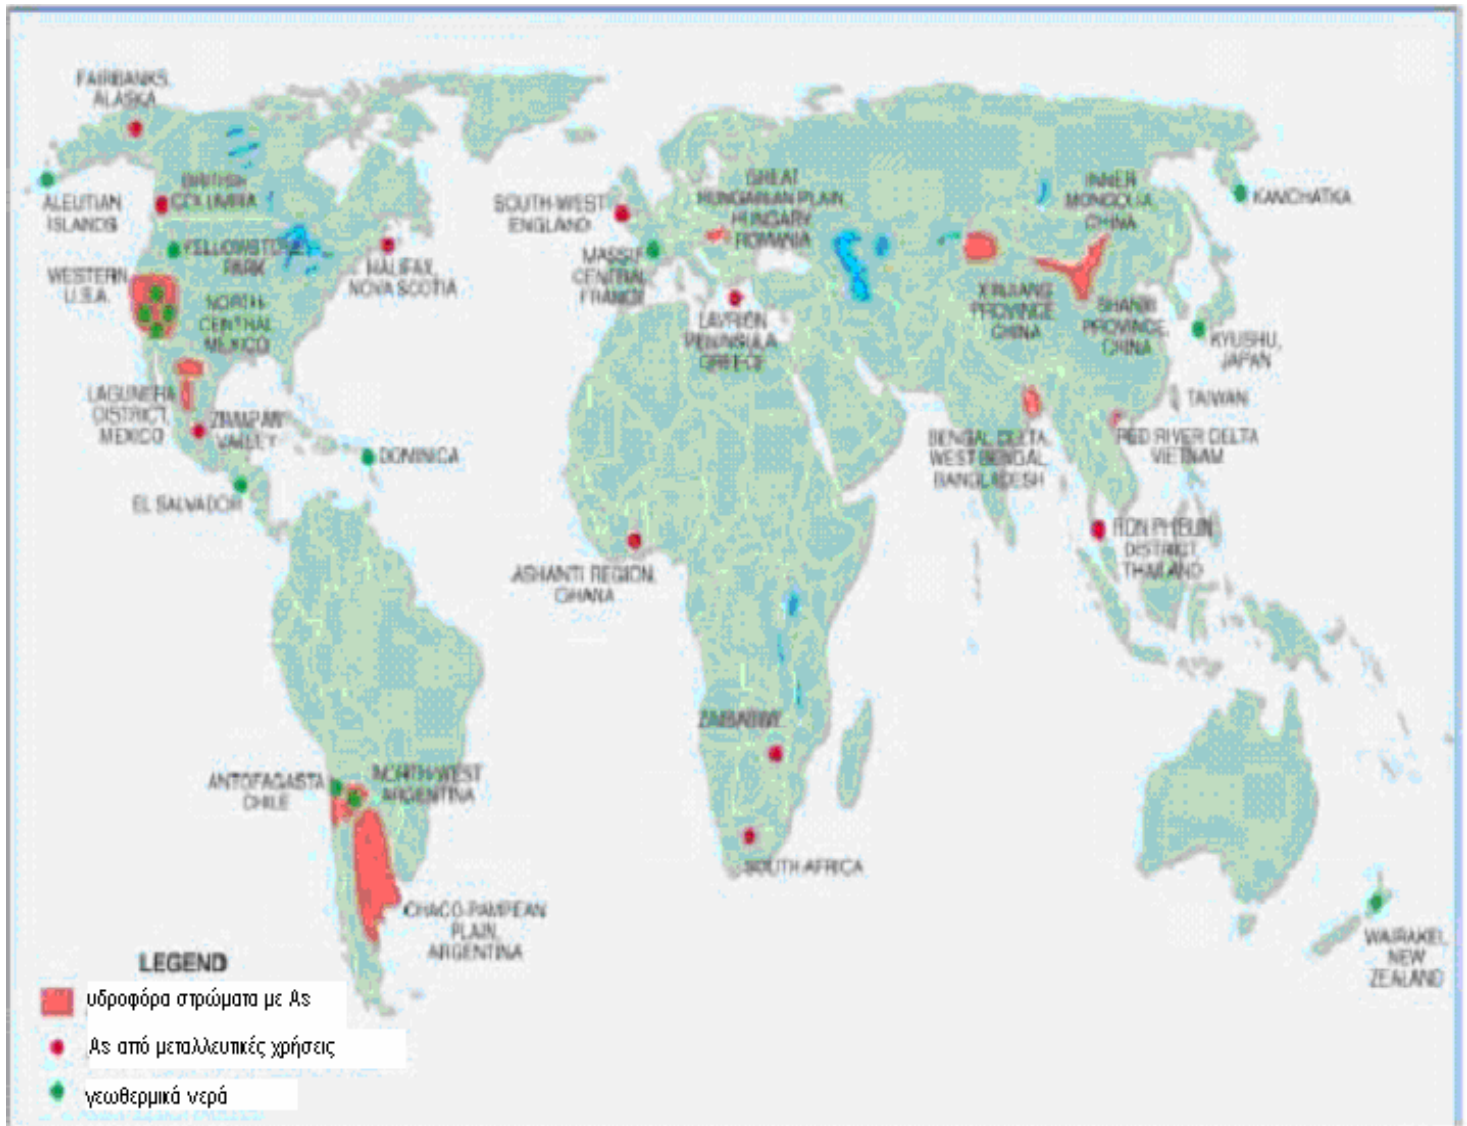 FAIRBANKS,
ALASKA
ALEUTIAN
ISLANDS
BRITISH
COLUMBIA
YELLOWSTONE
PARK
HALIFAX,
NOVA SCOTIA
WESTERN
U.S.A.
NORTH
CENTRAL
MEXICO
LAGUNERA
DISTRICT,
MEXICO
ZIMAPAN
VALLEY
DOMINICA
EL SALVADOR
SOUTH-WEST
ENGLAND
MASSIF
CENTRAL,
FRANCE
GREAT
HUNGARIAN PLAIN
HUNGARY
ROMANIA
LAVRION
PENINSULA
GREECE
INNER
MONGOLIA,
CHINA
KAMCHATKA
XINJIANG
PROVINCE
CHINA
SHANXI
PROVINCE,
CHINA
KYUSHU,
JAPAN
TAIWAN
BENGAL DELTA,
WEST BENGAL,
BANGLADESH
RED RIVER DELTA
VIETNAM
RON PHIBUN
DISTRICT,
THAILAND
ASHANTI REGION,
GHANA
ZIMBABWE
SOUTH AFRICA
ANTOFAGASTA
CHILE
NORTH-WEST
ARGENTINA
CHACO-PAMPEAN
PLAIN,
ARGENTINA
WAIRAKEI,
NEW
ZEALAND
LEGEND
υδροφόρα στρώματα με As
As από μεταλλευτικές χρήσεις
γεωθερμικά νερά